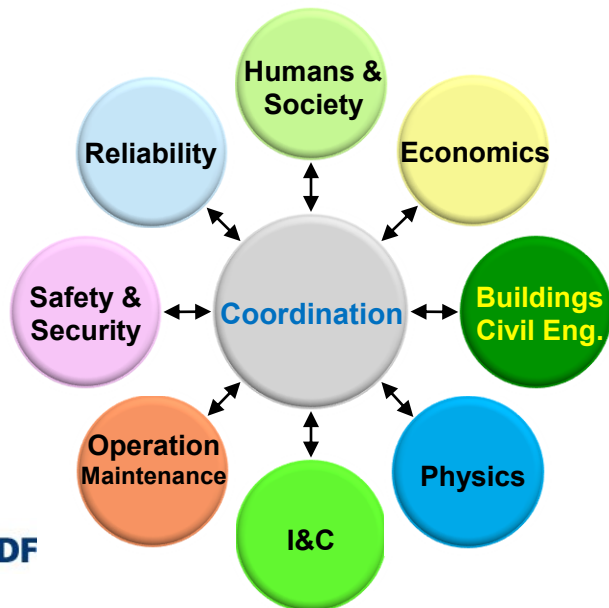 Humans &
Society
Reliability
Economics
Safety &
Security
Coordination
Buildings
Civil Eng.
Operation
Maintenance
Physics
I&C
DF